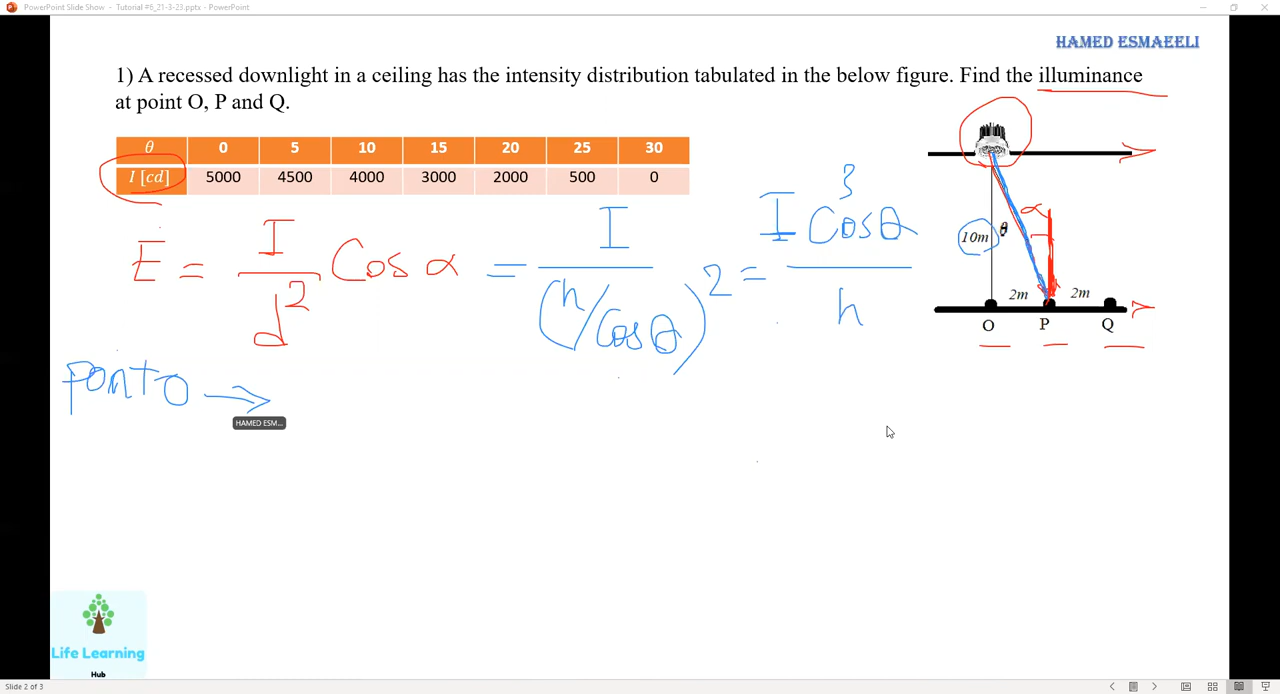 PowerPoint Slide Show - Tutorial #6_21-3-23.pptx - PowerPoint
HAMED ESMAEELI
1) A recessed downlight in a ceiling has the intensity distribution tabulated in the below figure. Find the illuminance
at point O, P and Q.
θ 0 5 10 15 20 25 30
I [cd] 5000 4500 4000 3000 2000 500 0
E = I / d² Cos α = I / (h/Cosθ)² = I Cos³θ / h
α
10m θ
2m 2m
O P Q
Pont O →
HAMED ESM...
Life Learning
Hub
Slide 2 of 3